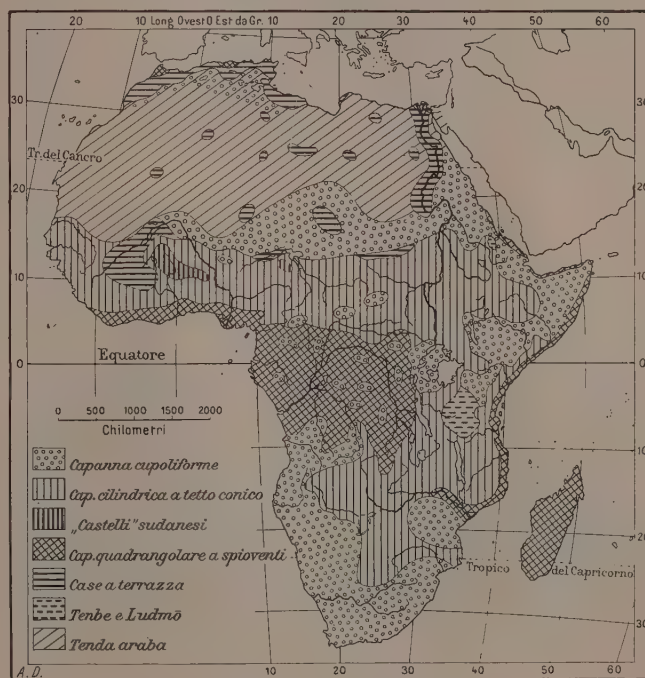 20 10 Long Ovest 0 Est da Gr. 10 20 30 40 50 60 70
30 30
Tr. del Cancro
20 20
10 10
Equatore
0 0
0 500 1000 1500 2000
Chilometri
10
Capanna cupoliforme
Cap. cilindrica a tetto conico
„Castelli" sudanesi
Cap. quadrangolare a spioventi
Case a terrazza
Tenbe e Ludmō
Tenda araba
20
Tropico del Capricorno
30
A.D.
10 20 30 40 50 60